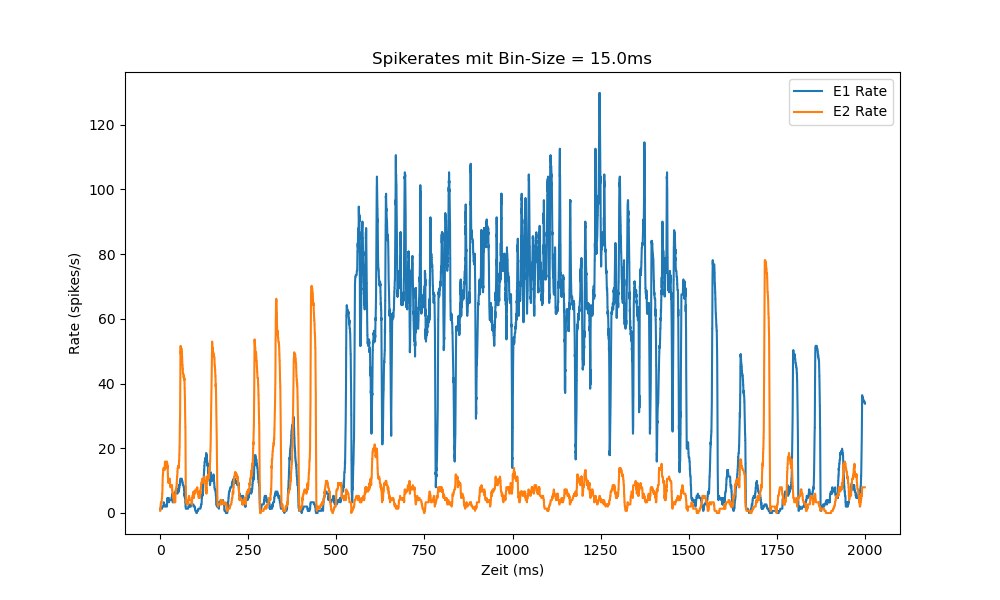 Spikerates mit Bin-Size = 15.0ms
E1 Rate
E2 Rate
Rate (spikes/s)
120
100
80
60
40
20
0
0 250 500 750 1000 1250 1500 1750 2000
Zeit (ms)